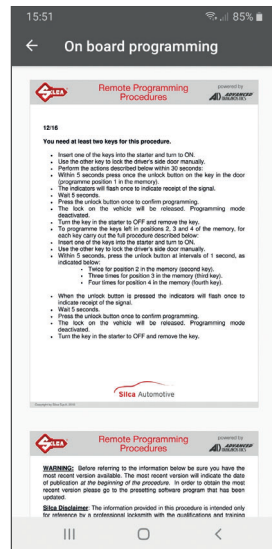 15:51
85%
On board programming
SILCA
Remote Programming
Procedures
powered by
ADVANCED
DIAGNOSTICS
12/16
You need at least two keys for this procedure.
• Insert one of the keys into the starter and turn to ON.
• Use the other key to lock the driver's side door manually.
• Perform the actions described below within 30 seconds:
• Within 5 seconds press once the unlock button on the key in the door
(programme position 1 in the memory).
• The indicators will flash once to indicate receipt of the signal.
• Wait 5 seconds.
• Press the unlock button once to confirm programming.
• The lock on the vehicle will be released. Programming mode
deactivated.
• Turn the key in the starter to OFF and remove the key.
• To programme the keys left in positions 2, 3 and 4 of the memory, for
each key carry out the full procedure described below:
• Insert one of the keys into the starter and turn to ON.
• Use the other key to lock the driver's side door manually.
• Within 5 seconds, press the unlock button at intervals of 1 second, as
indicated below:
• Twice for position 2 in the memory (second key).
• Three times for position 3 in the memory (third key).
• Four times for position 4 in the memory (fourth key).
• When the unlock button is pressed the indicators will flash once to
indicate receipt of the signal.
• Wait 5 seconds.
• Press the unlock button once to confirm programming.
• The lock on the vehicle will be released. Programming mode
deactivated.
• Turn the key in the starter to OFF and remove the key.
Silca Automotive
SILCA
Remote Programming
Procedures
powered by
ADVANCED
DIAGNOSTICS
WARNING: Before referring to the information below be sure you have the
most recent version available. The most recent version will indicate the date
of publication at the beginning of the procedure. In order to obtain the most
recent version please go to the presetting software program that has been
updated.
Silca Disclaimer: The information provided in this procedure is intended only
for reference by a professional locksmith with the qualifications and training